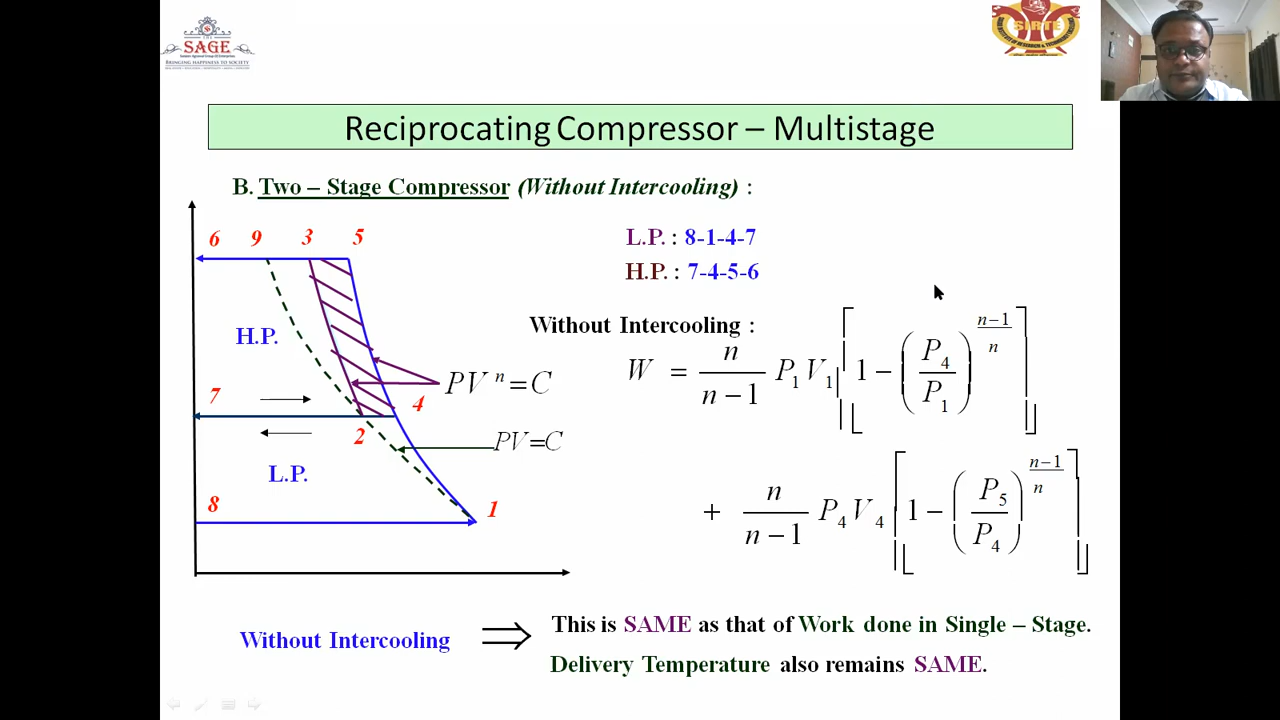 THE
SAGE
BRINGING HAPPINESS TO SOCIETY
SIRTE
Reciprocating Compressor – Multistage
B. Two – Stage Compressor (Without Intercooling) :
6 9 3 5
L.P. : 8-1-4-7
H.P. : 7-4-5-6
Without Intercooling :
H.P.
W = n/(n−1) P₁ V₁ [1 − (P₄/P₁)^((n−1)/n)]
PVⁿ=C
7 4
2
PV=C
L.P.
+ n/(n−1) P₄ V₄ [1 − (P₅/P₄)^((n−1)/n)]
8 1
Without Intercooling ⇒ This is SAME as that of Work done in Single – Stage.
Delivery Temperature also remains SAME.